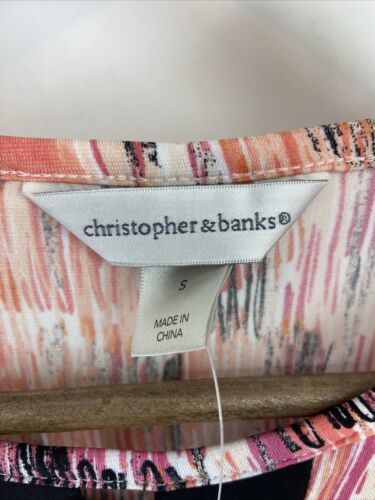 christopher & banks®
S
MADE IN
CHINA